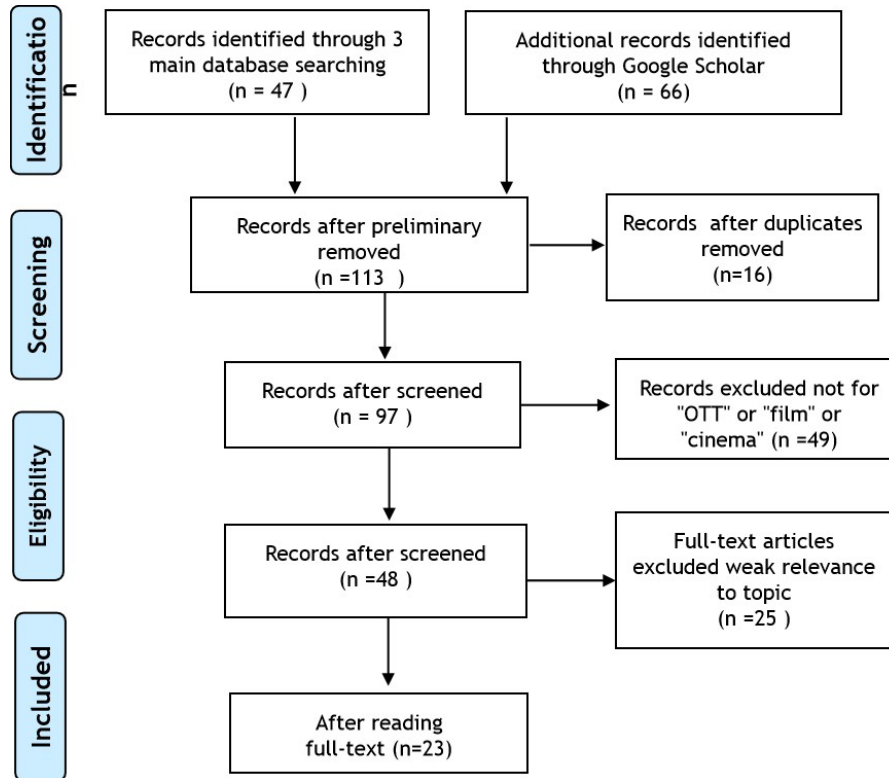 Identificatio
n
Records identified through 3
main database searching
(n = 47 )
Additional records identified
through Google Scholar
(n = 66)
Screening
Records after preliminary
removed
(n =113 )
Records after duplicates
removed
(n=16)
Records after screened
(n = 97 )
Records excluded not for
"OTT" or "film" or
"cinema" (n =49)
Eligibility
Records after screened
(n =48 )
Full-text articles
excluded weak relevance
to topic
(n =25 )
Included
After reading
full-text (n=23)